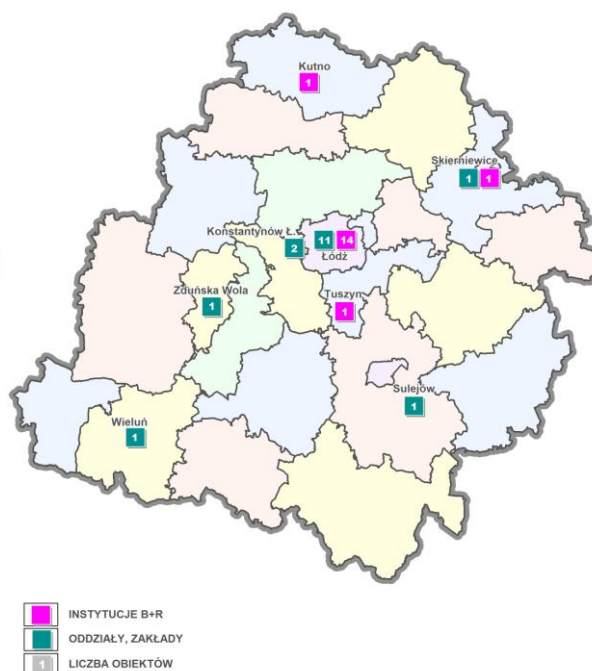 Kutno
1
Skierniewice
1 1
Konstantynów Ł.
2 11 14
Łódź
Zduńska Wola
1
Tuszyn
1
Sulejów
1
Wieluń
1
INSTYTUCJE B+R
ODDZIAŁY, ZAKŁADY
1 LICZBA OBIEKTÓW